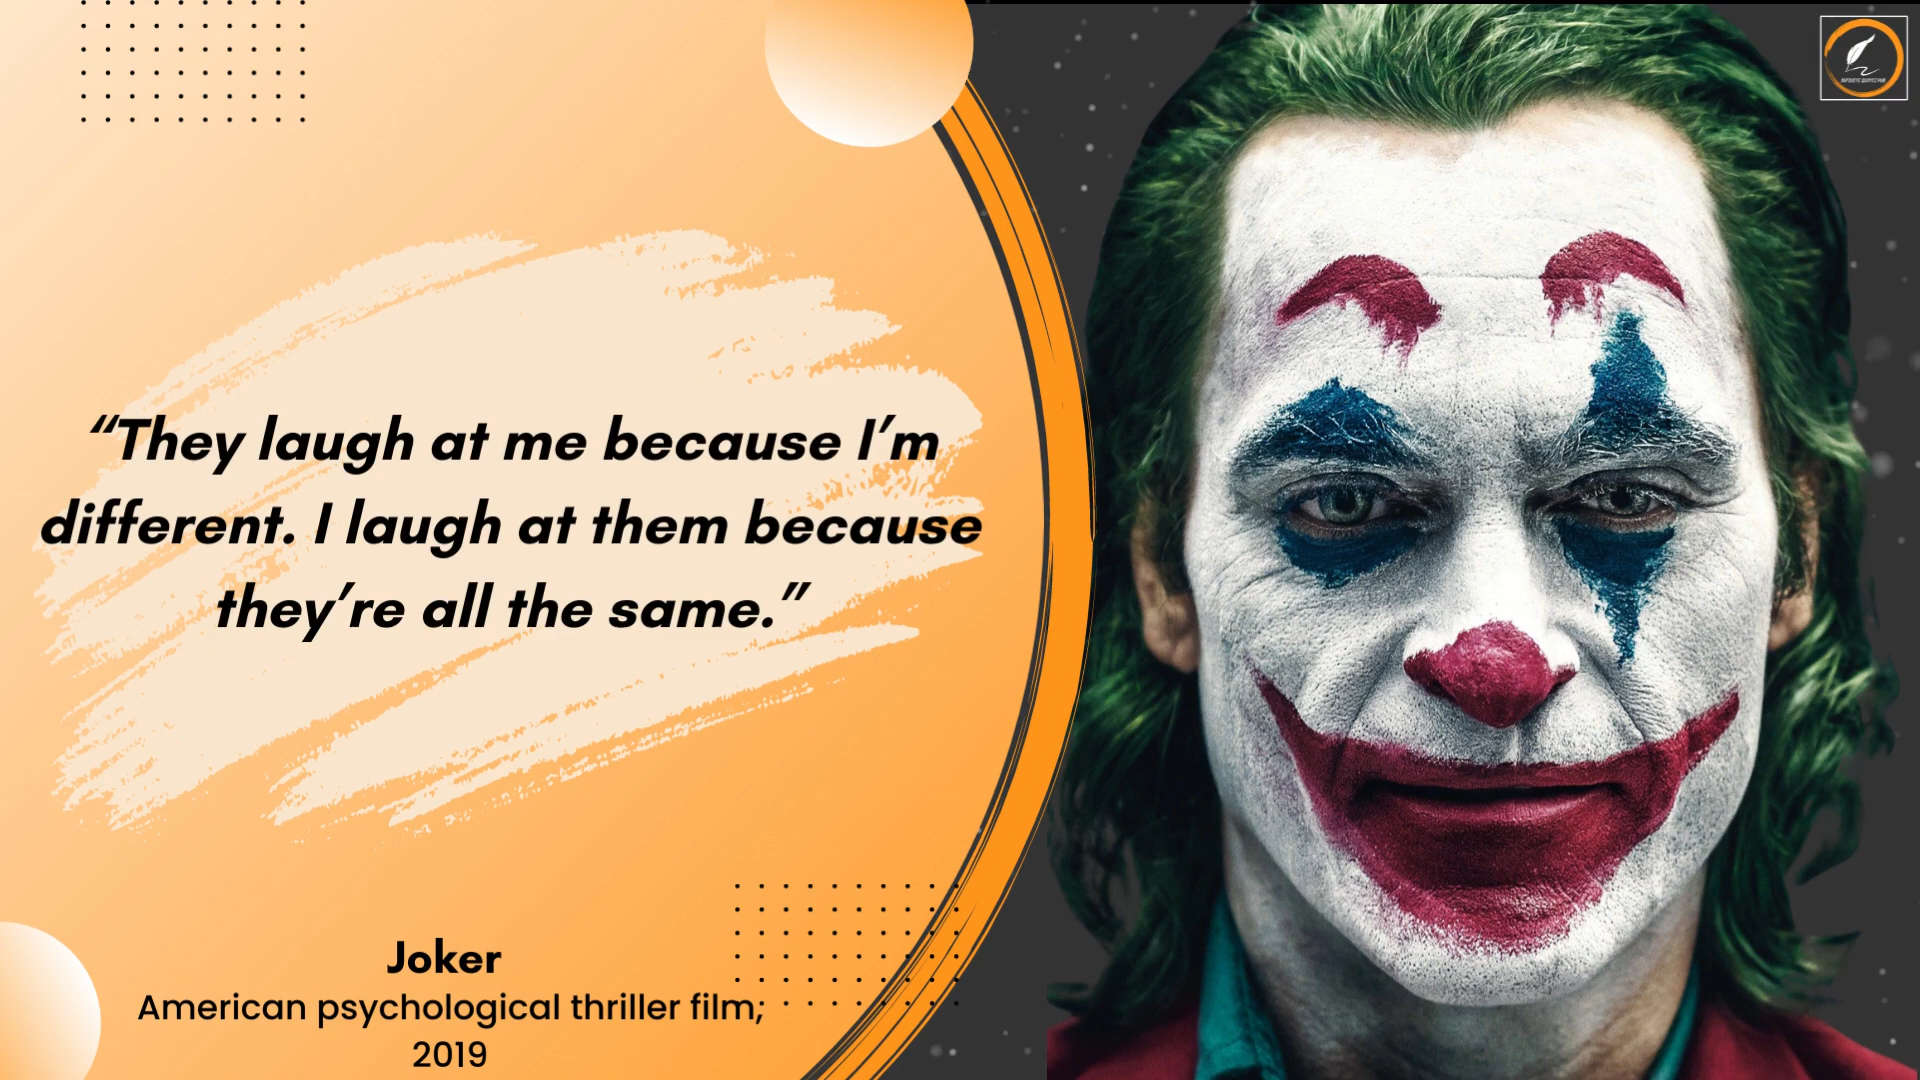 “They laugh at me because I’m
different. I laugh at them because
they’re all the same.”
Joker
American psychological thriller film,
2019